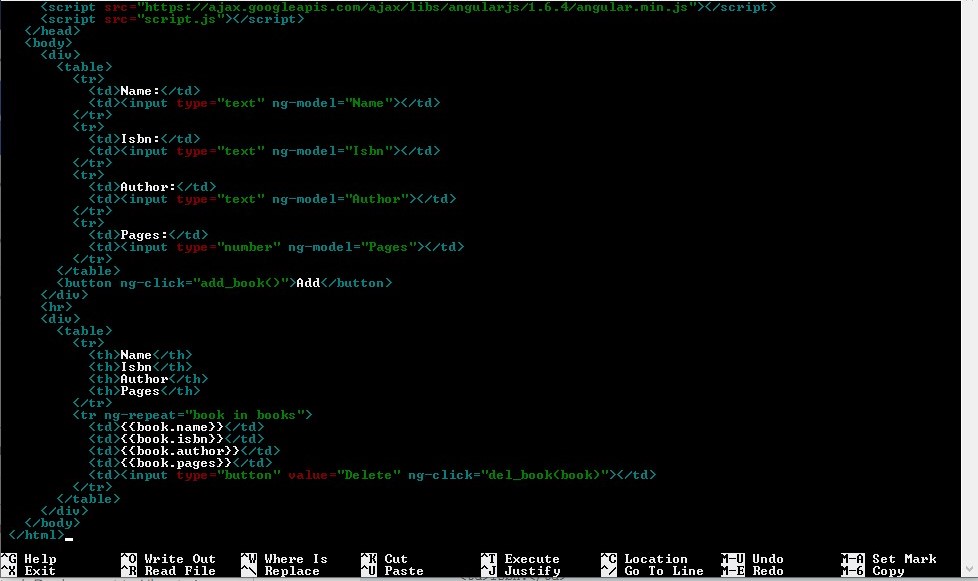 <script src="https://ajax.googleapis.com/ajax/libs/angularjs/1.6.4/angular.min.js"></script>
<script src="script.js"></script>
</head>
<body>
<div>
<table>
<tr>
<td>Name:</td>
<td><input type="text" ng-model="Name"></td>
</tr>
<tr>
<td>Isbn:</td>
<td><input type="text" ng-model="Isbn"></td>
</tr>
<tr>
<td>Author:</td>
<td><input type="text" ng-model="Author"></td>
</tr>
<tr>
<td>Pages:</td>
<td><input type="number" ng-model="Pages"></td>
</tr>
</table>
<button ng-click="add_book()">Add</button>
</div>
<hr>
<div>
<table>
<tr>
<th>Name</th>
<th>Isbn</th>
<th>Author</th>
<th>Pages</th>
</tr>
<tr ng-repeat="book in books">
<td>{{book.name}}</td>
<td>{{book.isbn}}</td>
<td>{{book.author}}</td>
<td>{{book.pages}}</td>
<td><input type="button" value="Delete" ng-click="del_book(book)"></td>
</tr>
</table>
</div>
</body>
</html>
^G Help ^O Write Out ^W Where Is ^K Cut ^T Execute ^C Location M-U Undo M-A Set Mark
^X Exit ^R Read File ^\ Replace ^U Paste ^J Justify ^/ Go To Line M-E Redo M-6 Copy